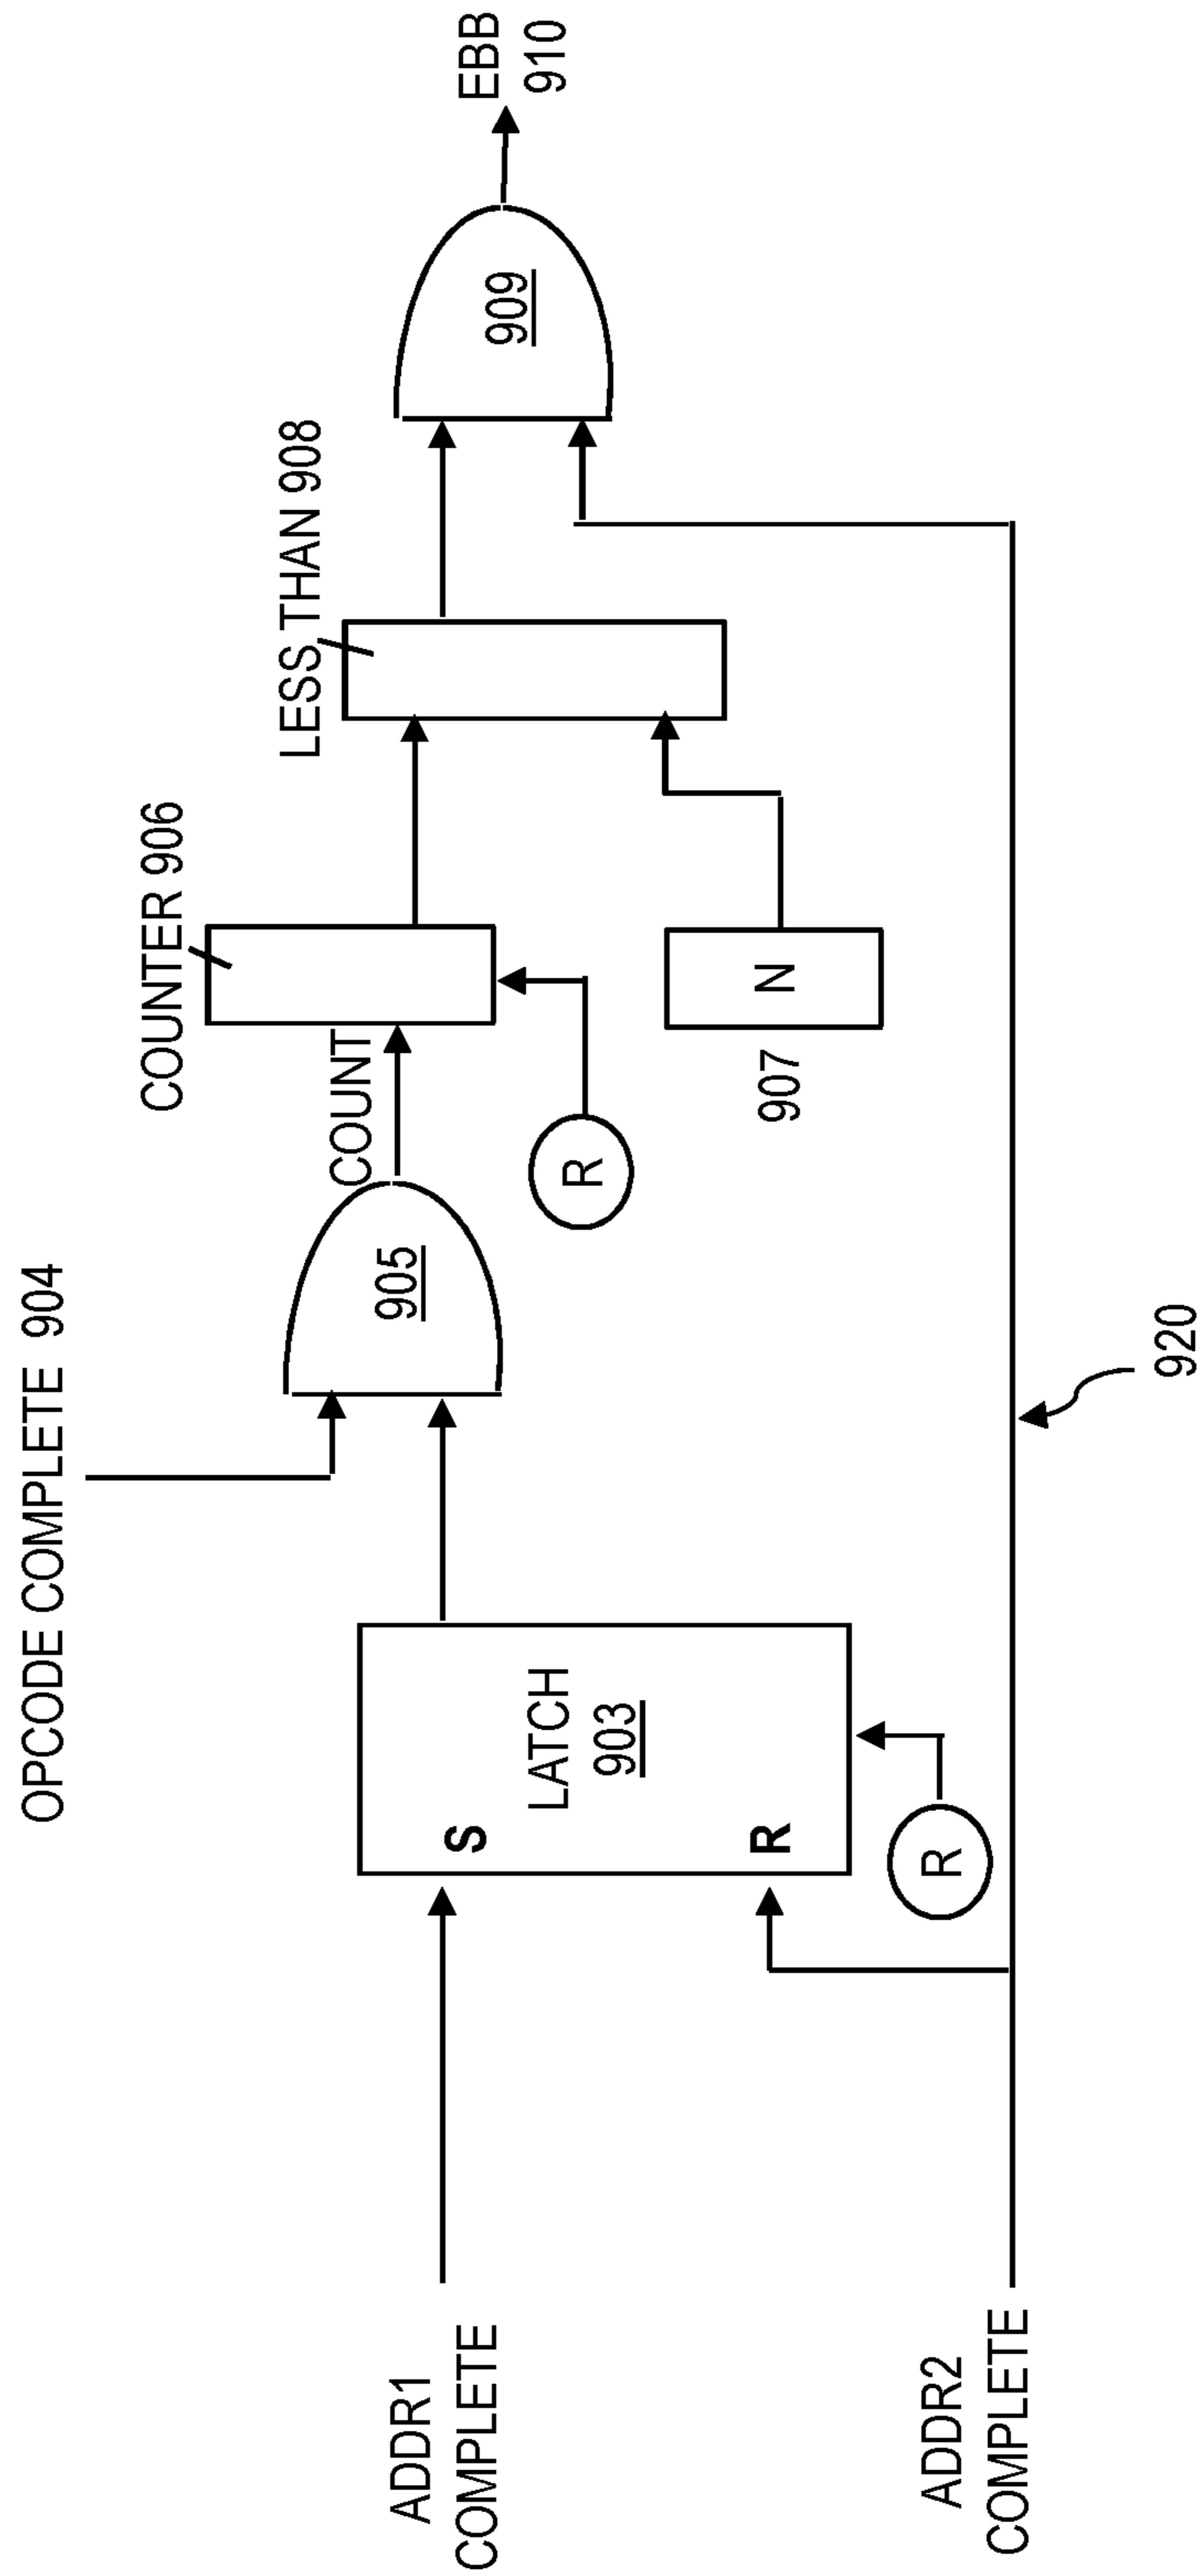 OPCODE COMPLETE 904
COUNTER 906
LESS THAN 908
EBB
910
COUNT
905
909
ADDR1
COMPLETE
S
LATCH
903
R
R
R
907
N
ADDR2
COMPLETE
920